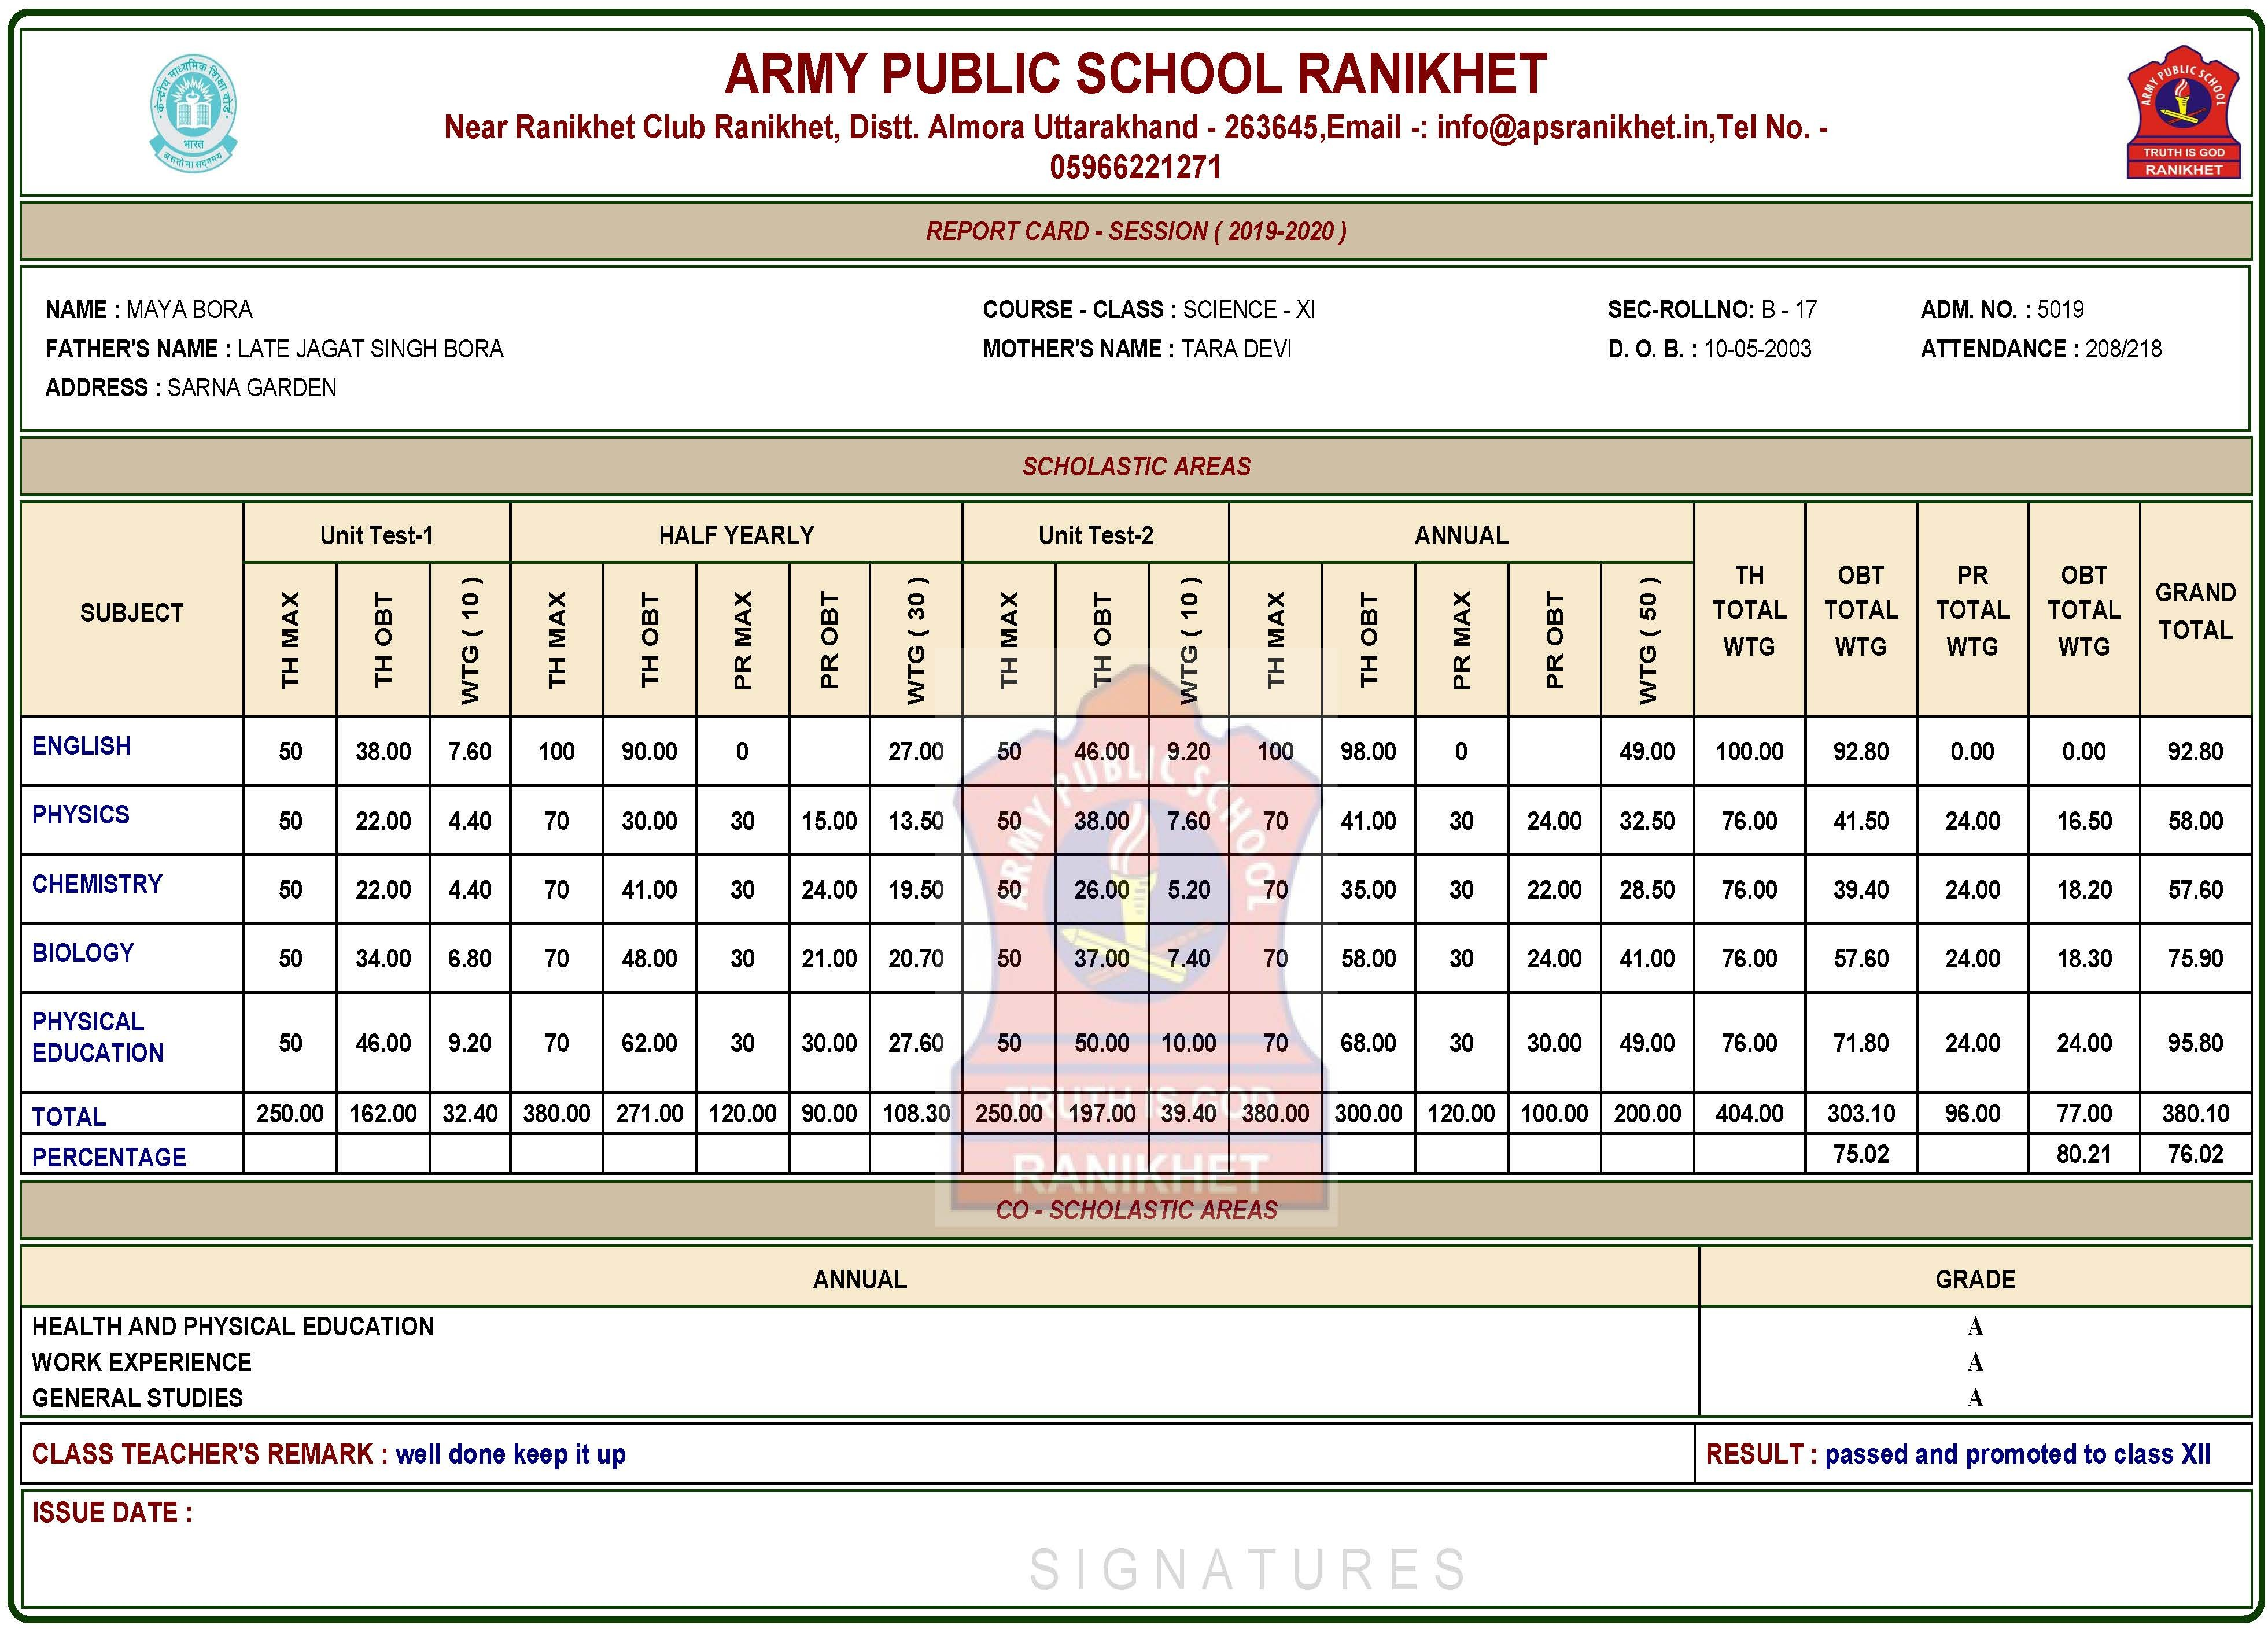 केन्द्रीय माध्यमिक शिक्षा बोर्ड
भारत
असतो मा सद्गमय
ARMY PUBLIC SCHOOL RANIKHET
Near Ranikhet Club Ranikhet, Distt. Almora Uttarakhand - 263645,Email -: info@apsranikhet.in,Tel No. -
05966221271
ARMY PUBLIC SCHOOL
TRUTH IS GOD
RANIKHET
REPORT CARD - SESSION ( 2019-2020 )
NAME : MAYA BORA COURSE - CLASS : SCIENCE - XI SEC-ROLLNO: B - 17 ADM. NO. : 5019
FATHER'S NAME : LATE JAGAT SINGH BORA MOTHER'S NAME : TARA DEVI D. O. B. : 10-05-2003 ATTENDANCE : 208/218
ADDRESS : SARNA GARDEN
SCHOLASTIC AREAS
SUBJECT Unit Test-1 HALF YEARLY Unit Test-2 ANNUAL TH TOTAL WTG OBT TOTAL WTG PR TOTAL WTG OBT TOTAL WTG GRAND TOTAL
TH MAX TH OBT WTG ( 10 ) TH MAX TH OBT PR MAX PR OBT WTG ( 30 ) TH MAX TH OBT WTG ( 10 ) TH MAX TH OBT PR MAX PR OBT WTG ( 50 )
ENGLISH 50 38.00 7.60 100 90.00 0 27.00 50 46.00 9.20 100 98.00 0 49.00 100.00 92.80 0.00 0.00 92.80
PHYSICS 50 22.00 4.40 70 30.00 30 15.00 13.50 50 38.00 7.60 70 41.00 30 24.00 32.50 76.00 41.50 24.00 16.50 58.00
CHEMISTRY 50 22.00 4.40 70 41.00 30 24.00 19.50 50 26.00 5.20 70 35.00 30 22.00 28.50 76.00 39.40 24.00 18.20 57.60
BIOLOGY 50 34.00 6.80 70 48.00 30 21.00 20.70 50 37.00 7.40 70 58.00 30 24.00 41.00 76.00 57.60 24.00 18.30 75.90
PHYSICAL
EDUCATION 50 46.00 9.20 70 62.00 30 30.00 27.60 50 50.00 10.00 70 68.00 30 30.00 49.00 76.00 71.80 24.00 24.00 95.80
TOTAL 250.00 162.00 32.40 380.00 271.00 120.00 90.00 108.30 250.00 197.00 39.40 380.00 300.00 120.00 100.00 200.00 404.00 303.10 96.00 77.00 380.10
PERCENTAGE 75.02 80.21 76.02
ARMY PUBLIC SCHOOL
TRUTH IS GOD
RANIKHET
CO - SCHOLASTIC AREAS
ANNUAL GRADE
HEALTH AND PHYSICAL EDUCATION A
WORK EXPERIENCE A
GENERAL STUDIES A
CLASS TEACHER'S REMARK : well done keep it up RESULT : passed and promoted to class XII
ISSUE DATE :
SIGNATURES